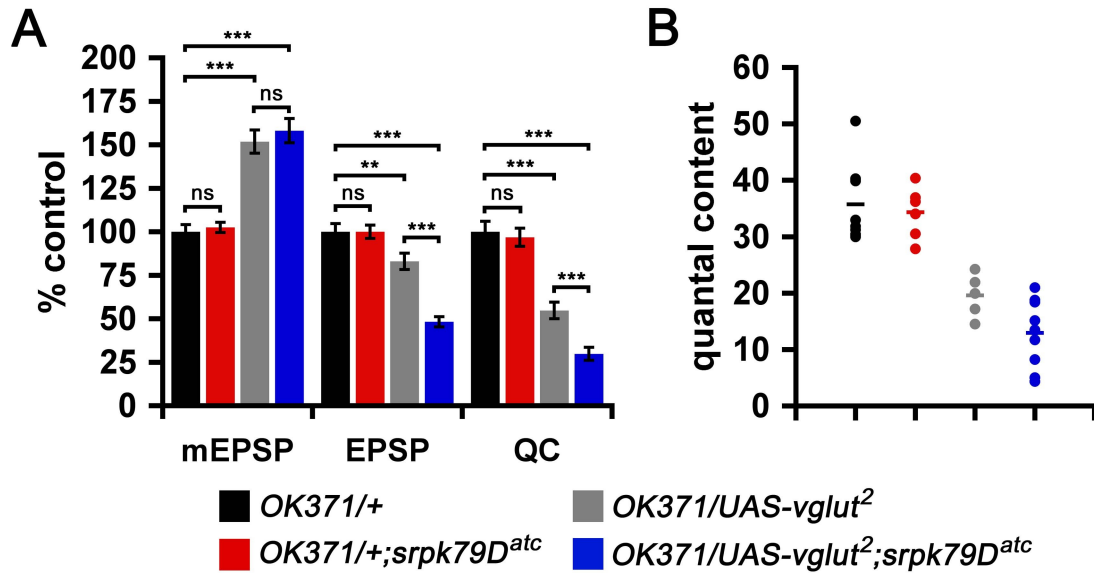 A
B
% control
200
175
150
125
100
75
50
25
0
***
***
ns
ns
***
**
ns
***
***
***
ns
***
mEPSP
EPSP
QC
quantal content
60
50
40
30
20
10
0
OK371/+
OK371/UAS-vglut²
OK371/+;srpk79Dᵃᵗᶜ
OK371/UAS-vglut²;srpk79Dᵃᵗᶜ